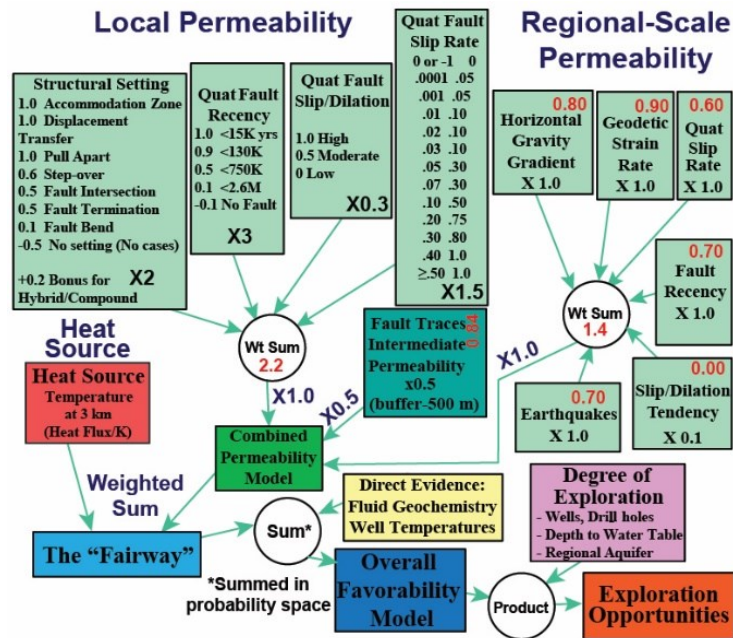 Local Permeability
Structural Setting
1.0 Accommodation Zone
1.0 Displacement
Transfer
1.0 Pull Apart
0.6 Step-over
0.5 Fault Intersection
0.5 Fault Termination
0.1 Fault Bend
-0.5 No setting (No cases)
+0.2 Bonus for
Hybrid/Compound
X2
Quat Fault
Recency
1.0 <15K yrs
0.9 <130K
0.5 <750K
0.1 <2.6M
-0.1 No Fault
X3
Quat Fault
Slip/Dilation
1.0 High
0.5 Moderate
0 Low
X0.3
Quat Fault
Slip Rate
0 or -1 0
.0001 .05
.001 .05
.01 .10
.02 .10
.03 .10
.05 .30
.07 .30
.10 .50
.20 .75
.30 .80
.40 1.0
≥.50 1.0
X1.5
Regional-Scale
Permeability
0.80
Horizontal
Gravity
Gradient
X 1.0
0.90
Geodetic
Strain
Rate
X 1.0
0.60
Quat
Slip
Rate
X 1.0
0.70
Fault
Recency
X 1.0
0.00
Slip/Dilation
Tendency
X 0.1
0.70
Earthquakes
X 1.0
Wt Sum
1.4
X1.0
Wt Sum
2.2
X1.0
Fault Traces
Intermediate
Permeability
x0.5
(buffer-500 m)
0.84
X0.5
Heat
Source
Heat Source
Temperature
at 3 km
(Heat Flux/K)
Combined
Permeability
Model
Weighted
Sum
The "Fairway"
Sum*
*Summed in
probability space
Direct Evidence:
Fluid Geochemistry
Well Temperatures
Overall
Favorability
Model
Degree of
Exploration
- Wells, Drill holes
- Depth to Water Table
- Regional Aquifer
Product
Exploration
Opportunities